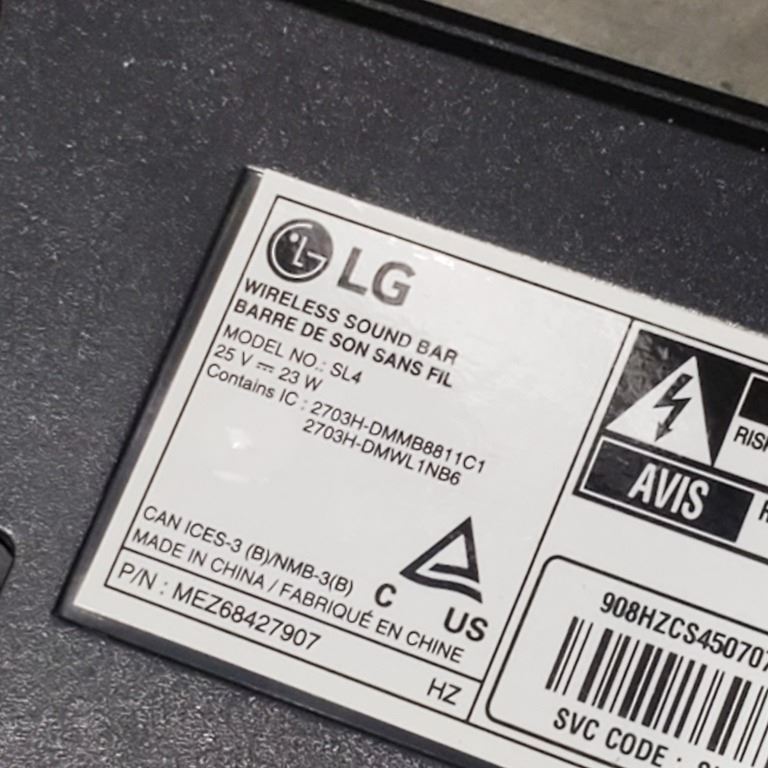 LG
WIRELESS SOUND BAR
BARRE DE SON SANS FIL
MODEL NO.: SL4
25 V ⎓ 23 W
Contains IC : 2703H-DMMB8811C1
2703H-DMWL1NB6
CAN ICES-3 (B)/NMB-3(B)
MADE IN CHINA / FABRIQUÉ EN CHINE
C US
P/N : MEZ68427907
HZ
AVIS
908HZCS450707
SVC CODE :